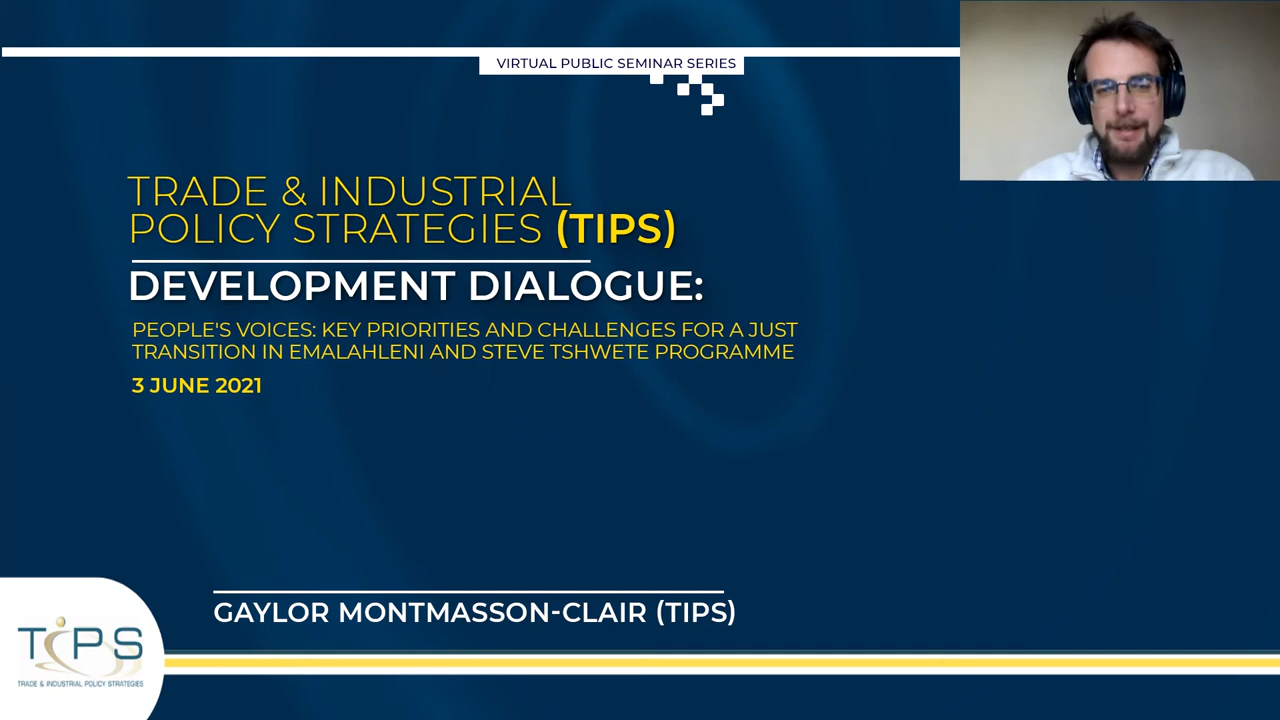 VIRTUAL PUBLIC SEMINAR SERIES
TRADE & INDUSTRIAL
POLICY STRATEGIES (TIPS)
DEVELOPMENT DIALOGUE:
PEOPLE'S VOICES: KEY PRIORITIES AND CHALLENGES FOR A JUST
TRANSITION IN EMALAHLENI AND STEVE TSHWETE PROGRAMME
3 JUNE 2021
GAYLOR MONTMASSON-CLAIR (TIPS)
TiPS
TRADE & INDUSTRIAL POLICY STRATEGIES